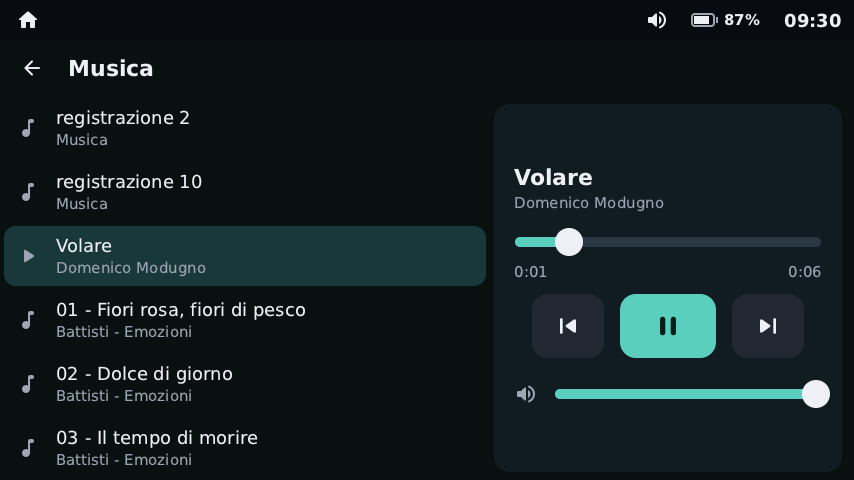 87%
09:30
Musica
registrazione 2
Musica
registrazione 10
Musica
Volare
Domenico Modugno
01 - Fiori rosa, fiori di pesco
Battisti - Emozioni
02 - Dolce di giorno
Battisti - Emozioni
03 - Il tempo di morire
Battisti - Emozioni
Volare
Domenico Modugno
0:01
0:06